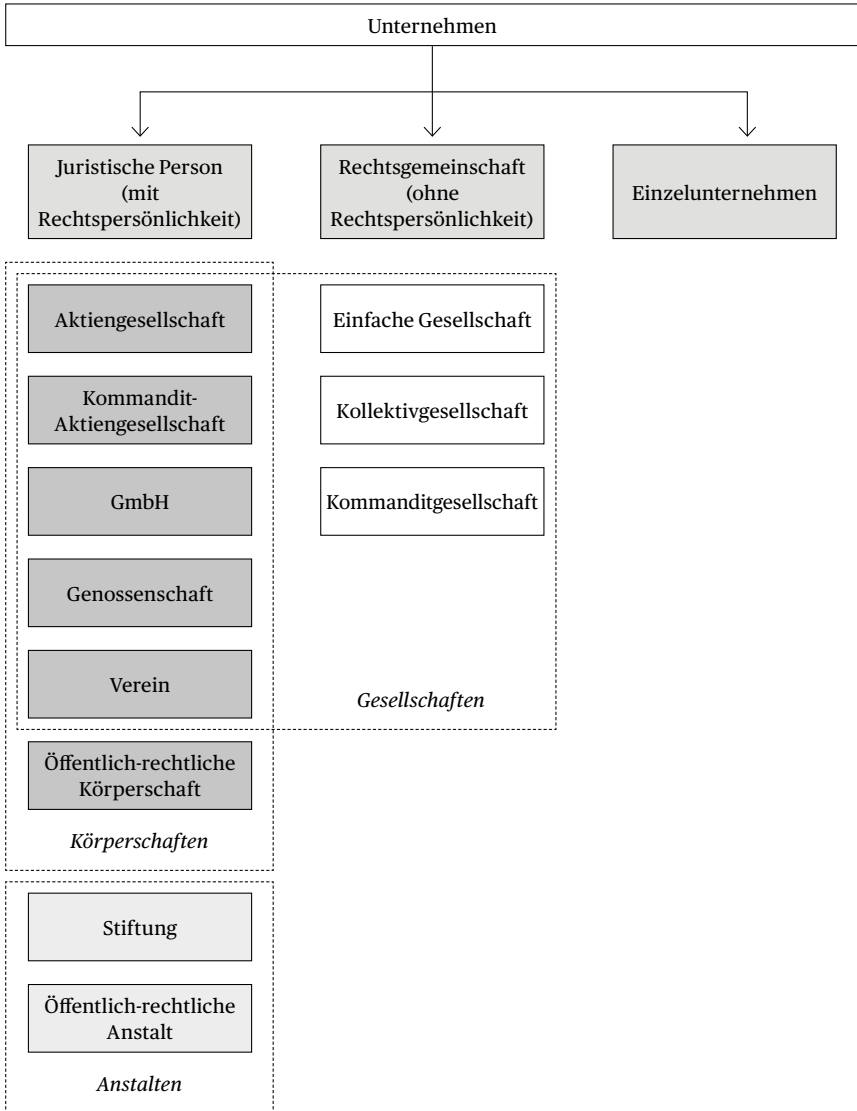 Unternehmen
Juristische Person
(mit
Rechtspersönlichkeit)
Rechtsgemeinschaft
(ohne
Rechtspersönlichkeit)
Einzelunternehmen
Aktiengesellschaft
Einfache Gesellschaft
Kommandit-
Aktiengesellschaft
Kollektivgesellschaft
GmbH
Kommanditgesellschaft
Genossenschaft
Verein
Gesellschaften
Öffentlich-rechtliche
Körperschaft
Körperschaften
Stiftung
Öffentlich-rechtliche
Anstalt
Anstalten